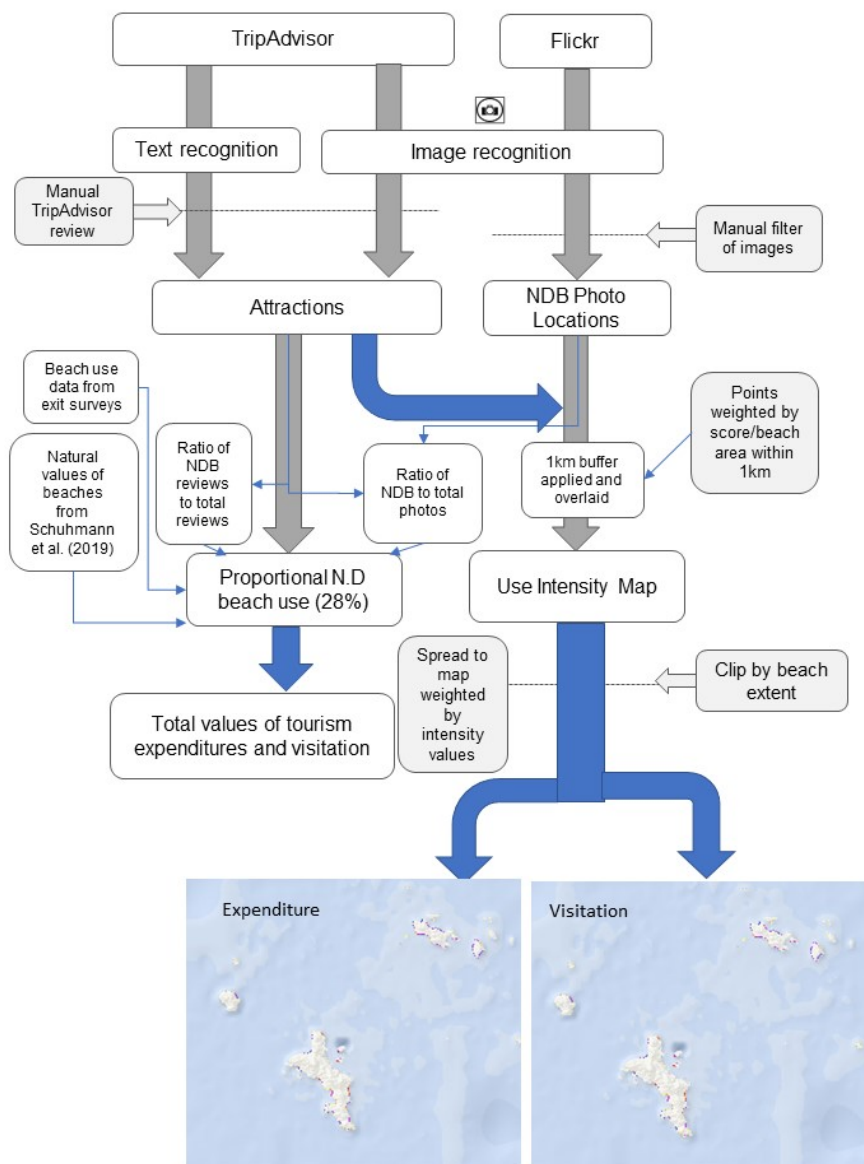 TripAdvisor
Flickr
Text recognition
Image recognition
Manual
TripAdvisor
review
Manual filter
of images
Attractions
NDB Photo
Locations
Beach use
data from
exit surveys
Natural
values of
beaches
from
Schuhmann
et al. (2019)
Ratio of
NDB
reviews
to total
reviews
Ratio of
NDB to total
photos
1km buffer
applied and
overlaid
Points
weighted by
score/beach
area within
1km
Proportional N.D
beach use (28%)
Use Intensity Map
Total values of tourism
expenditures and visitation
Spread to
map
weighted
by
intensity
values
Clip by beach
extent
Expenditure
Visitation